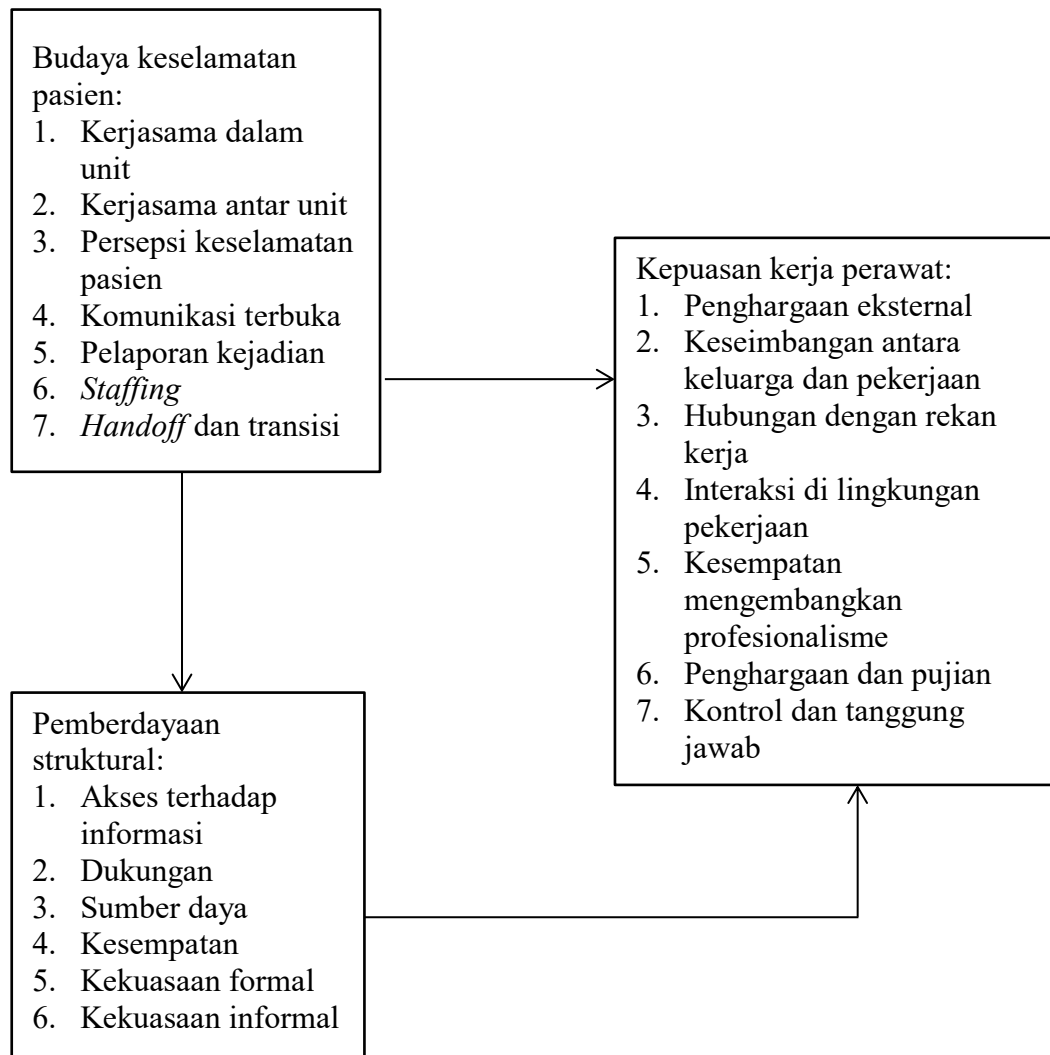 Budaya keselamatan
pasien:
1. Kerjasama dalam
unit
2. Kerjasama antar unit
3. Persepsi keselamatan
pasien
4. Komunikasi terbuka
5. Pelaporan kejadian
6. Staffing
7. Handoff dan transisi
Kepuasan kerja perawat:
1. Penghargaan eksternal
2. Keseimbangan antara
keluarga dan pekerjaan
3. Hubungan dengan rekan
kerja
4. Interaksi di lingkungan
pekerjaan
5. Kesempatan
mengembangkan
profesionalisme
6. Penghargaan dan pujian
7. Kontrol dan tanggung
jawab
Pemberdayaan
struktural:
1. Akses terhadap
informasi
2. Dukungan
3. Sumber daya
4. Kesempatan
5. Kekuasaan formal
6. Kekuasaan informal